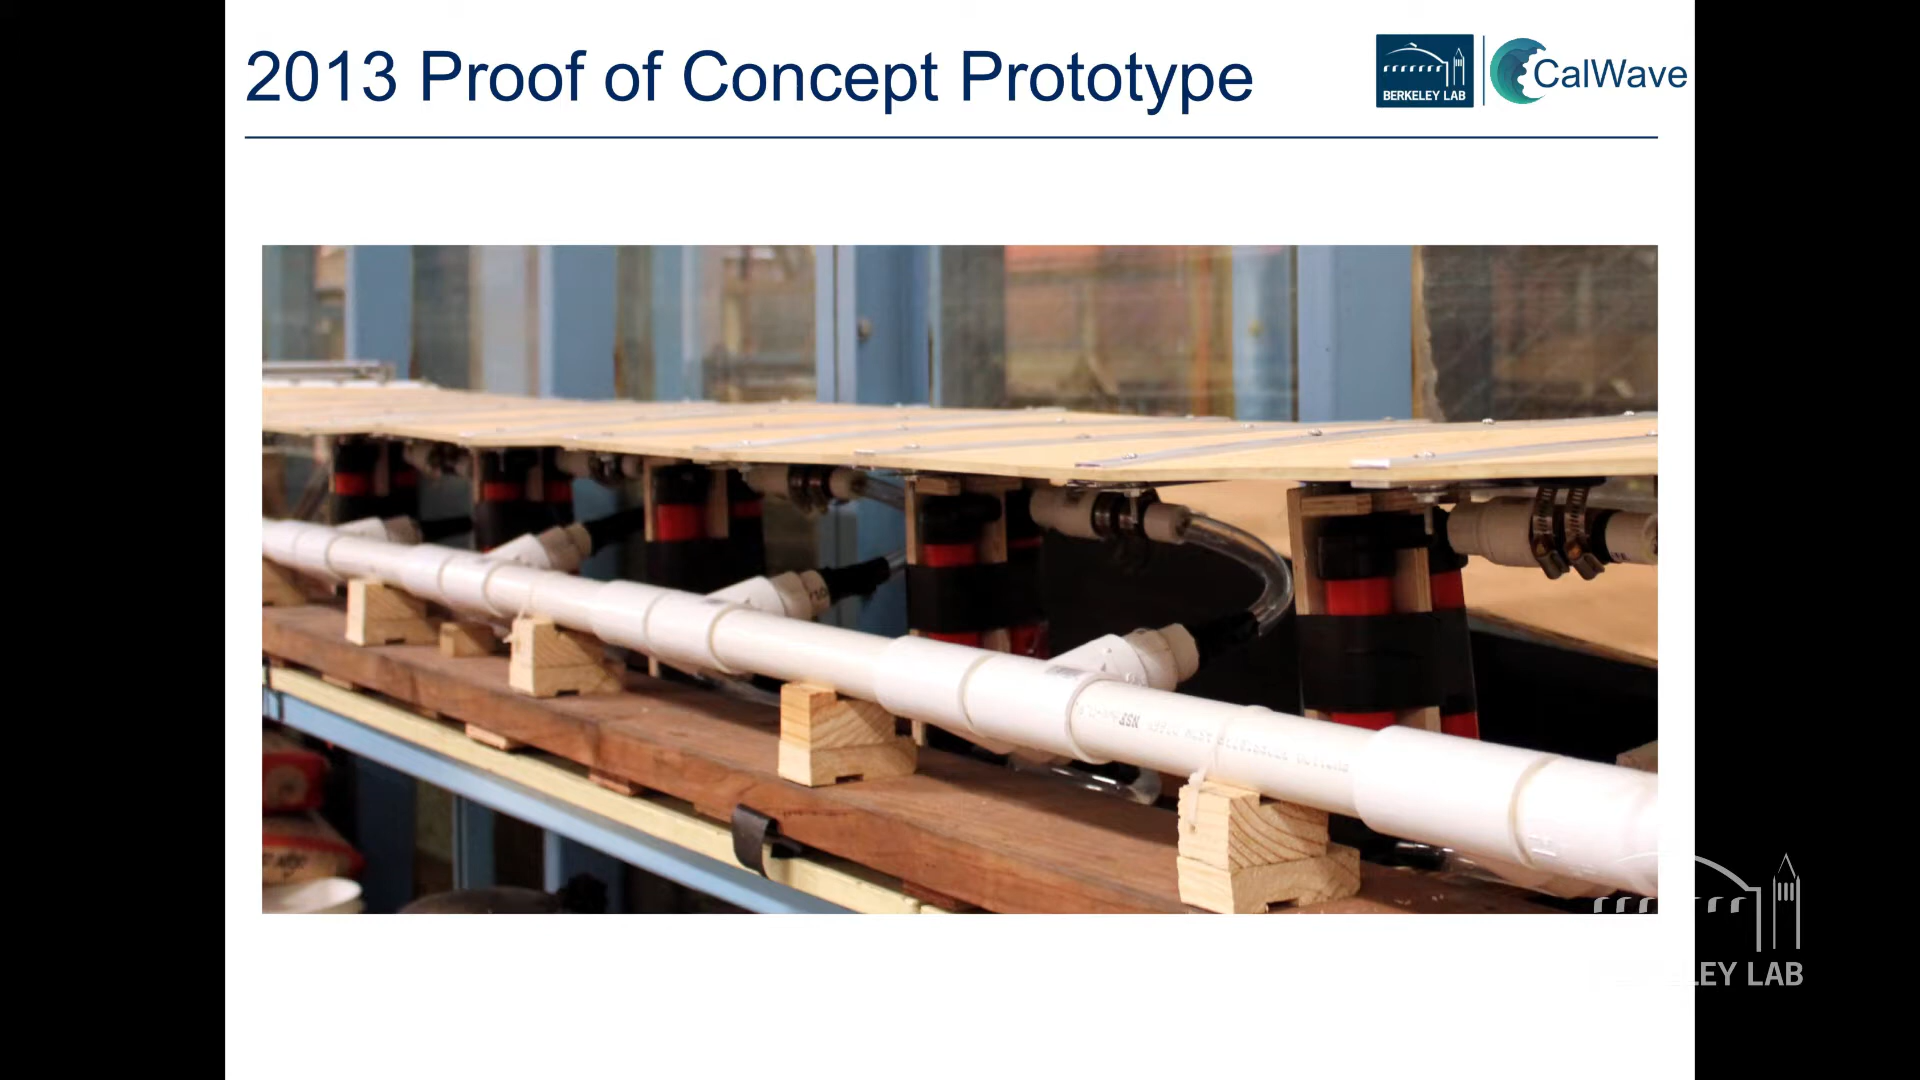 2013 Proof of Concept Prototype
BERKELEY LAB
CalWave
LEY LAB